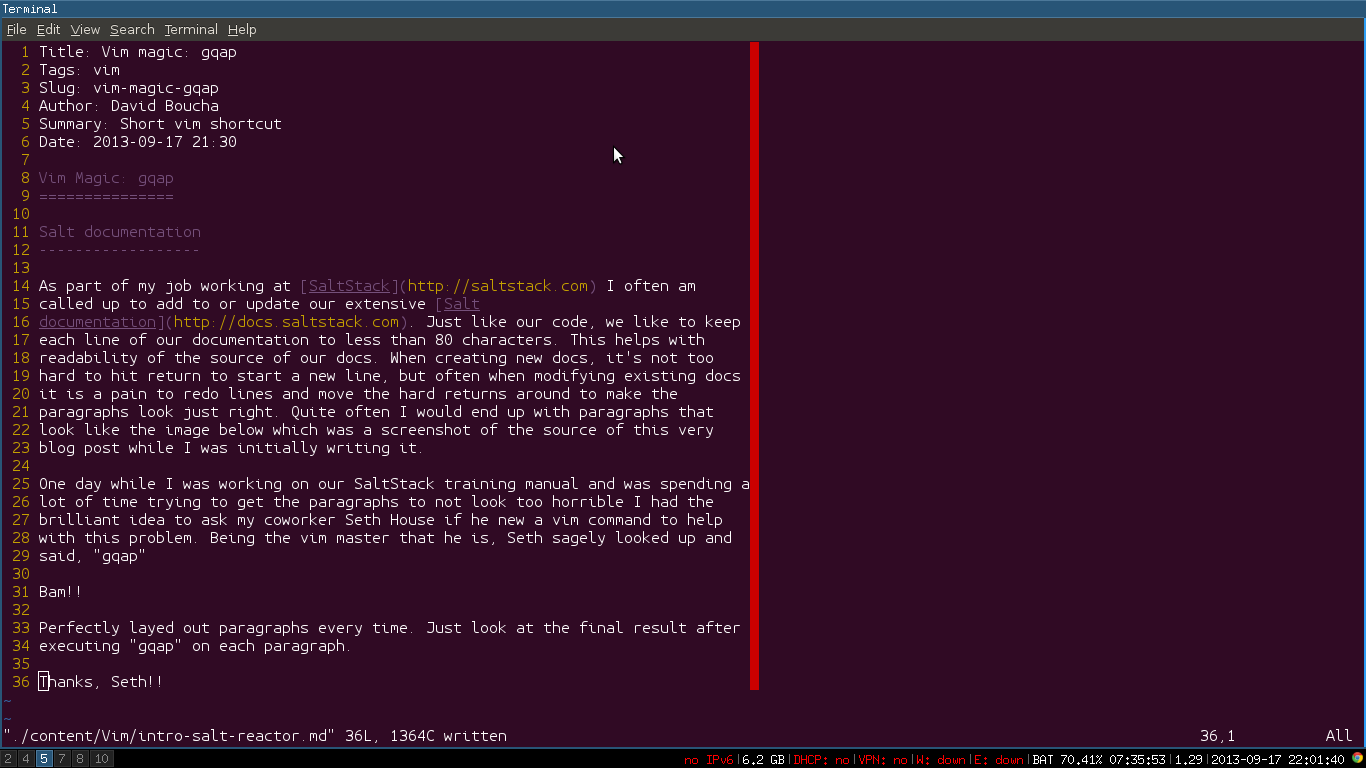 Terminal
File Edit View Search Terminal Help
1 Title: Vim magic: gqap
2 Tags: vim
3 Slug: vim-magic-gqap
4 Author: David Boucha
5 Summary: Short vim shortcut
6 Date: 2013-09-17 21:30
7
8 Vim Magic: gqap
9 ===============
10
11 Salt documentation
12 ------------------
13
14 As part of my job working at [SaltStack](http://saltstack.com) I often am
15 called up to add to or update our extensive [Salt
16 documentation](http://docs.saltstack.com). Just like our code, we like to keep
17 each line of our documentation to less than 80 characters. This helps with
18 readability of the source of our docs. When creating new docs, it's not too
19 hard to hit return to start a new line, but often when modifying existing docs
20 it is a pain to redo lines and move the hard returns around to make the
21 paragraphs look just right. Quite often I would end up with paragraphs that
22 look like the image below which was a screenshot of the source of this very
23 blog post while I was initially writing it.
24
25 One day while I was working on our SaltStack training manual and was spending a
26 lot of time trying to get the paragraphs to not look too horrible I had the
27 brilliant idea to ask my coworker Seth House if he new a vim command to help
28 with this problem. Being the vim master that he is, Seth sagely looked up and
29 said, "gqap"
30
31 Bam!!
32
33 Perfectly layed out paragraphs every time. Just look at the final result after
34 executing "gqap" on each paragraph.
35
36 Thanks, Seth!!
~
~
"./content/Vim/intro-salt-reactor.md" 36L, 1364C written 36,1 All
2 4 5 7 8 10 no IPv6|6.2 GB|DHCP: no|VPN: no|W: down|E: down|BAT 70.41% 07:35:53|1.29|2013-09-17 22:01:40